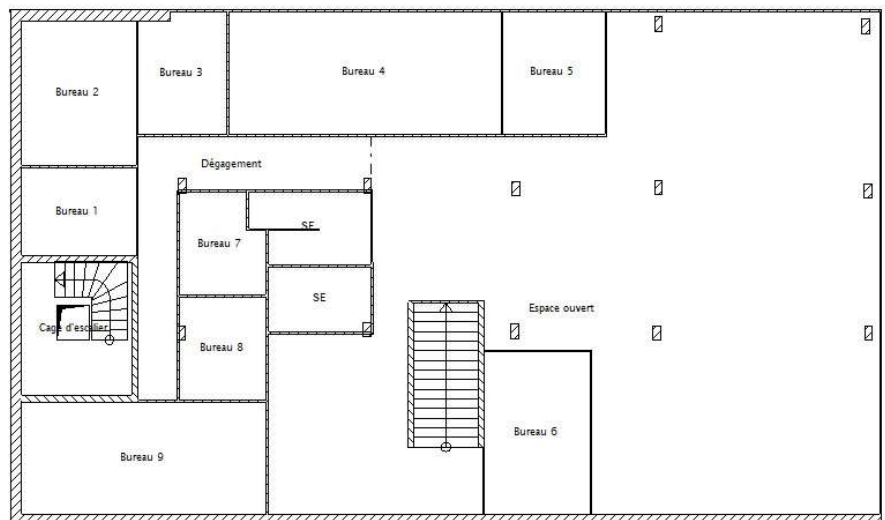 Bureau 3
Bureau 4
Bureau 5
Bureau 2
Dégagement
Bureau 1
SE
Bureau 7
SE
Espace ouvert
Cage d'escalier
Bureau 8
Bureau 6
Bureau 9